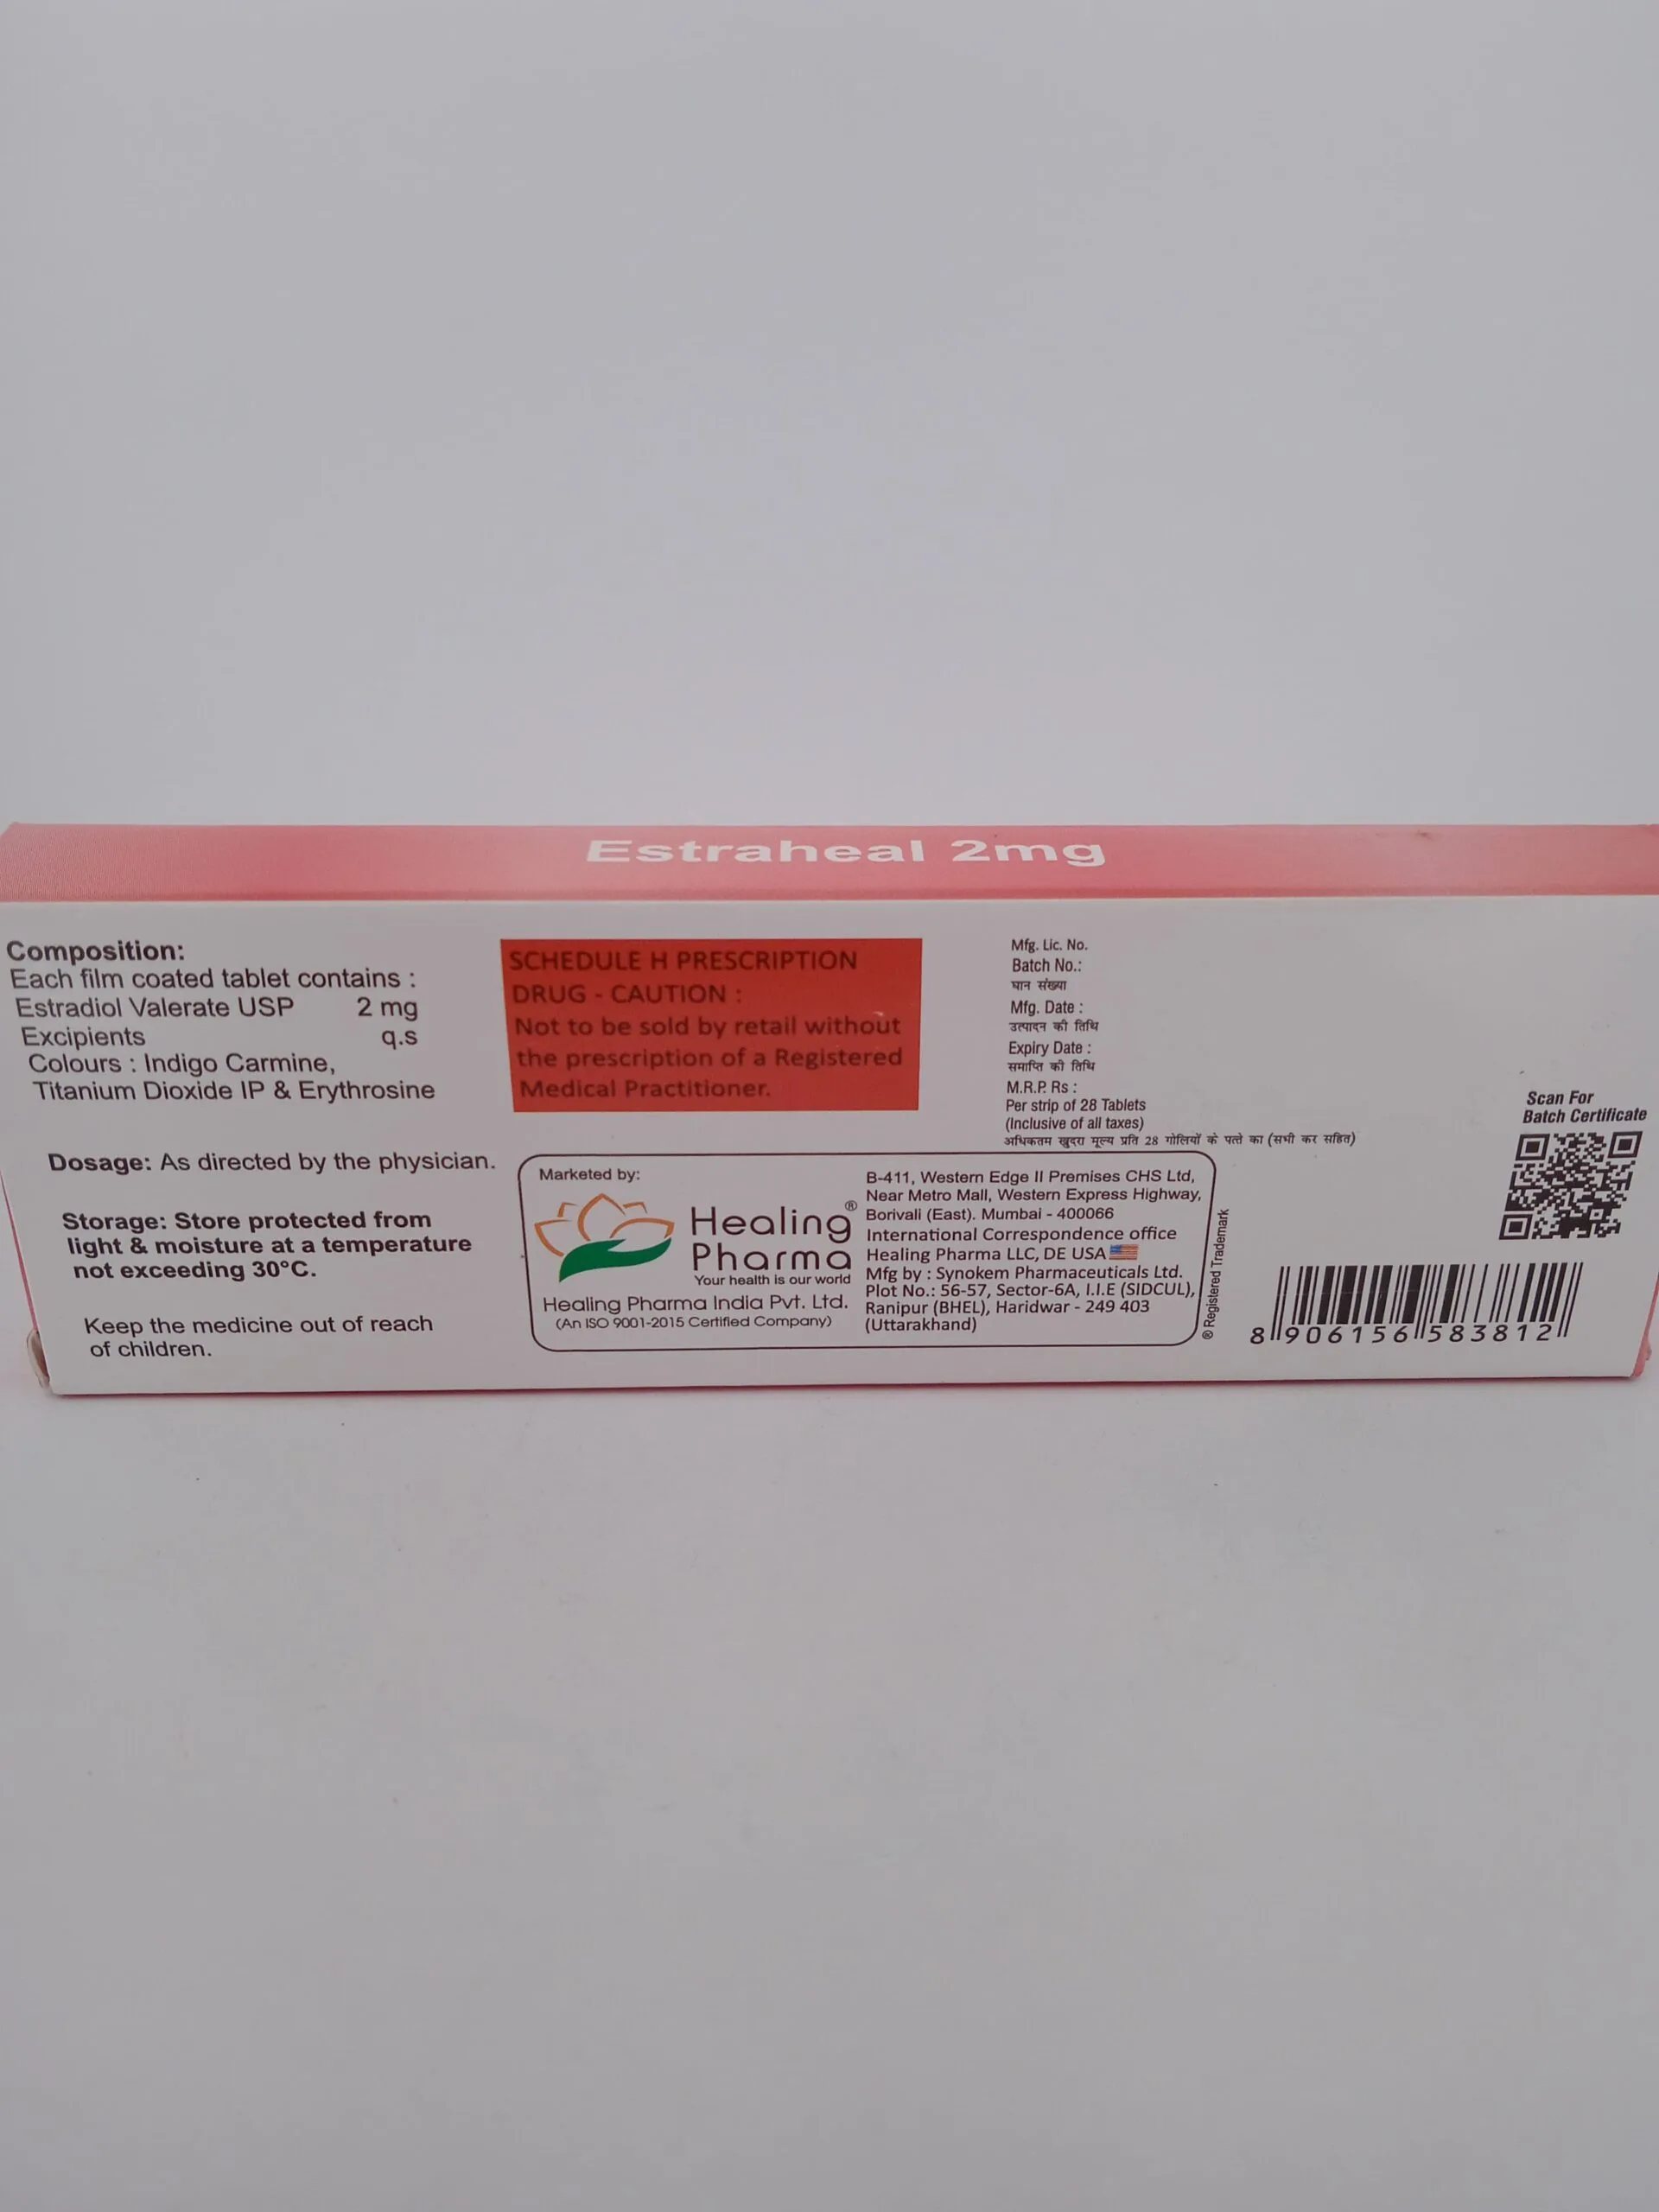 Estraheal 2mg
Composition:
Each film coated tablet contains :
Estradiol Valerate USP 2 mg
Excipients q.s
Colours : Indigo Carmine,
Titanium Dioxide IP & Erythrosine
Dosage: As directed by the physician.
Storage: Store protected from
light & moisture at a temperature
not exceeding 30°C.
Keep the medicine out of reach
of children.
SCHEDULE H PRESCRIPTION
DRUG - CAUTION :
Not to be sold by retail without
the prescription of a Registered
Medical Practitioner.
Mfg. Lic. No.
Batch No.:
घान संख्या
Mfg. Date :
उत्पादन की तिथि
Expiry Date :
समाप्ति की तिथि
M.R.P. Rs :
Per strip of 28 Tablets
(Inclusive of all taxes)
अधिकतम खुदरा मूल्य प्रति 28 गोलियों के पत्ते का (सभी कर सहित)
Marketed by:
Healing®
Pharma
Your health is our world
Healing Pharma India Pvt. Ltd.
(An ISO 9001-2015 Certified Company)
B-411, Western Edge II Premises CHS Ltd,
Near Metro Mall, Western Express Highway,
Borivali (East). Mumbai - 400066
International Correspondence office
Healing Pharma LLC, DE USA
Mfg by : Synokem Pharmaceuticals Ltd.
Plot No.: 56-57, Sector-6A, I.I.E (SIDCUL),
Ranipur (BHEL), Haridwar - 249 403
(Uttarakhand)
® Registered Trademark
Scan For
Batch Certificate
8 906156 583812